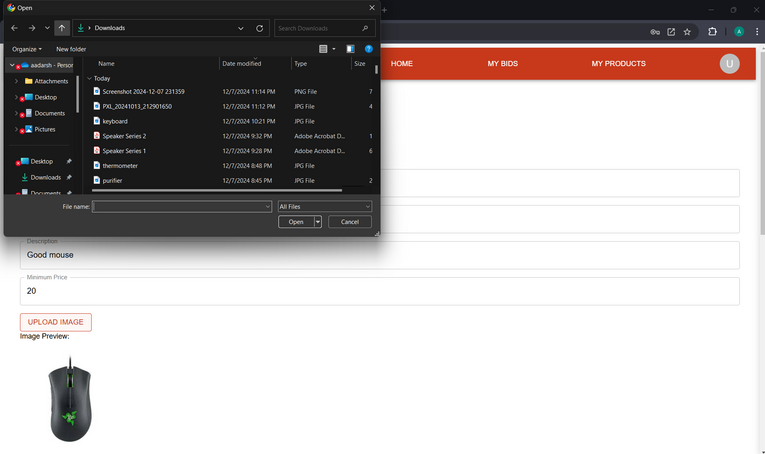 Open
Downloads
Search Downloads
Organize
New folder
aadarsh - Person
Attachments
Desktop
Documents
Pictures
Desktop
Downloads
Documents
Name Date modified Type Size
Today
Screenshot 2024-12-07 231359 12/7/2024 11:14 PM PNG File 7
PXL_20241013_212901650 12/7/2024 11:12 PM JPG File 4
keyboard 12/7/2024 10:21 PM JPG File
Speaker Series 2 12/7/2024 9:32 PM Adobe Acrobat D... 1
Speaker Series 1 12/7/2024 9:28 PM Adobe Acrobat D... 6
thermometer 12/7/2024 8:48 PM JPG File
purifier 12/7/2024 8:45 PM JPG File 2
File name: All Files
Open Cancel
A
HOME MY BIDS MY PRODUCTS U
Description
Good mouse
Minimum Price
20
UPLOAD IMAGE
Image Preview: